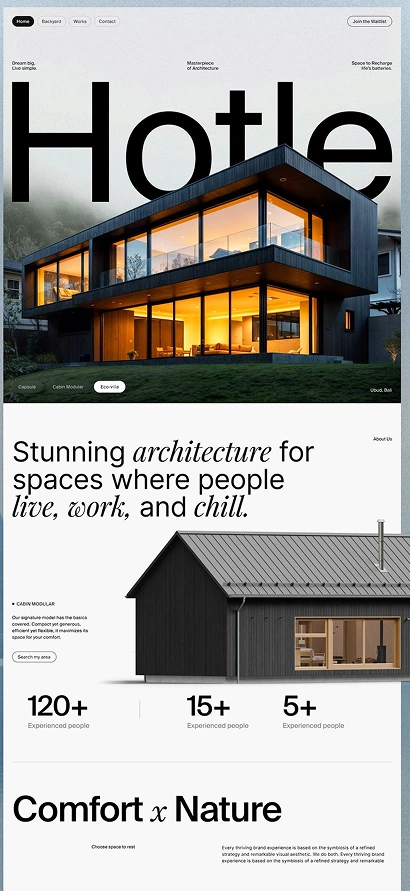 Home Backyard Works Contact Join the Waitlist
Dream big, Masterpiece Space to Recharge
Live simple. of Architecture life's batteries.
Hotle
Capsule Cabin Modular Eco-villa Ubud, Bali
About Us
Stunning architecture for
spaces where people
live, work, and chill.
CABIN MODULAR
Our signature model has the basics
covered. Compact yet generous,
efficient yet flexible, it maximizes its
space for your comfort.
Search my area
120+ 15+ 5+
Experienced people Experienced people Experienced people
Comfort x Nature
Choose space to rest
Every thriving brand experience is based on the symbiosis of a refined
strategy and remarkable visual aesthetic. We do both. Every thriving brand
experience is based on the symbiosis of a refined strategy and remarkable